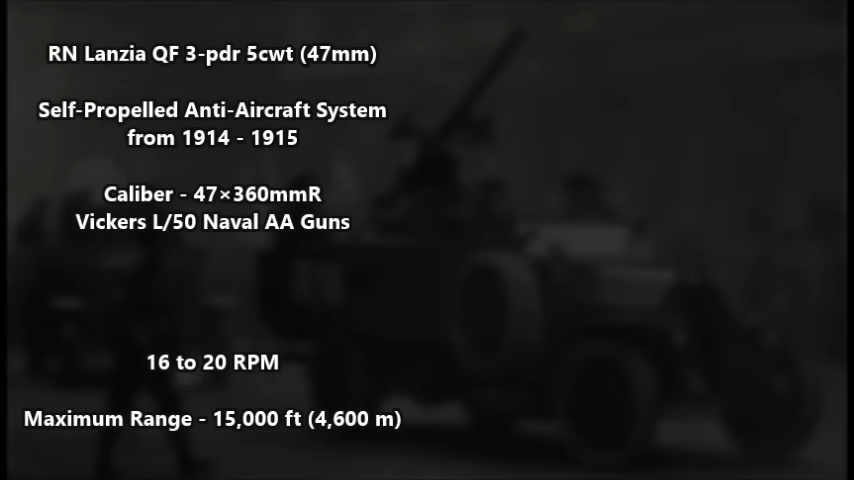 RN Lanzia QF 3-pdr 5cwt (47mm)
Self-Propelled Anti-Aircraft System
from 1914 - 1915
Caliber - 47×360mmR
Vickers L/50 Naval AA Guns
16 to 20 RPM
Maximum Range - 15,000 ft (4,600 m)